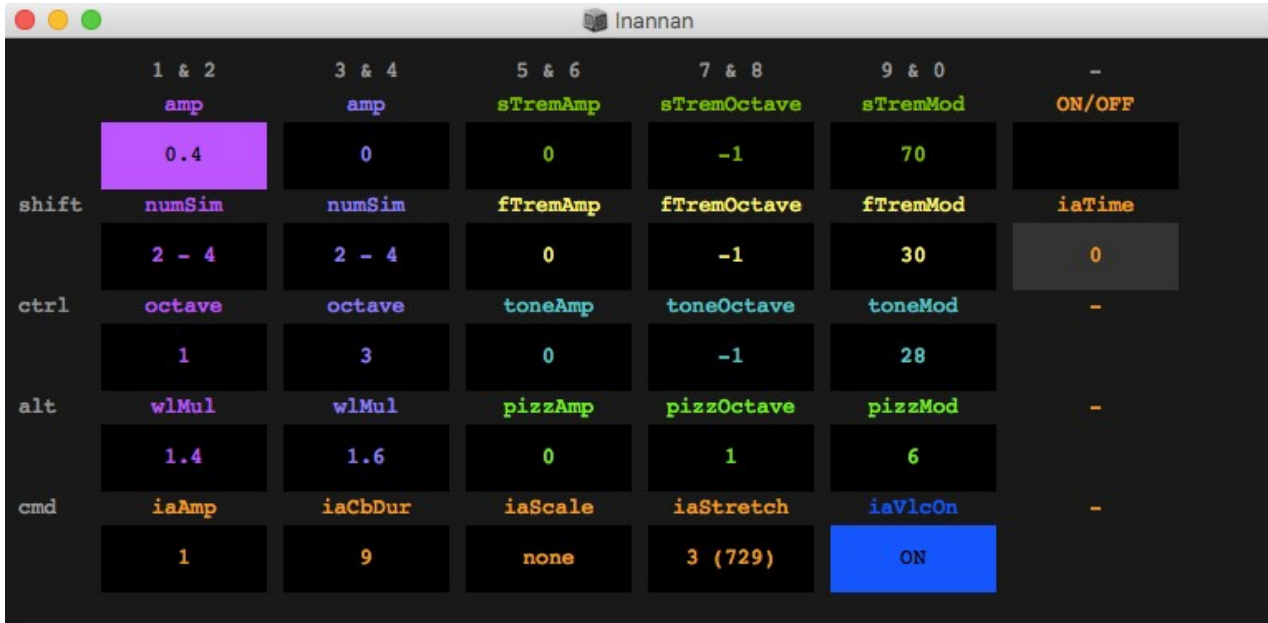 Inannan
1 & 2 3 & 4 5 & 6 7 & 8 9 & 0 –
amp amp sTremAmp sTremOctave sTremMod ON/OFF
0.4 0 0 -1 70
shift numSim numSim fTremAmp fTremOctave fTremMod iaTime
2 – 4 2 – 4 0 -1 30 0
ctrl octave octave toneAmp toneOctave toneMod –
1 3 0 -1 28
alt wlMul wlMul pizzAmp pizzOctave pizzMod –
1.4 1.6 0 1 6
cmd iaAmp iaCbDur iaScale iaStretch iaVlcOn –
1 9 none 3 (729) ON